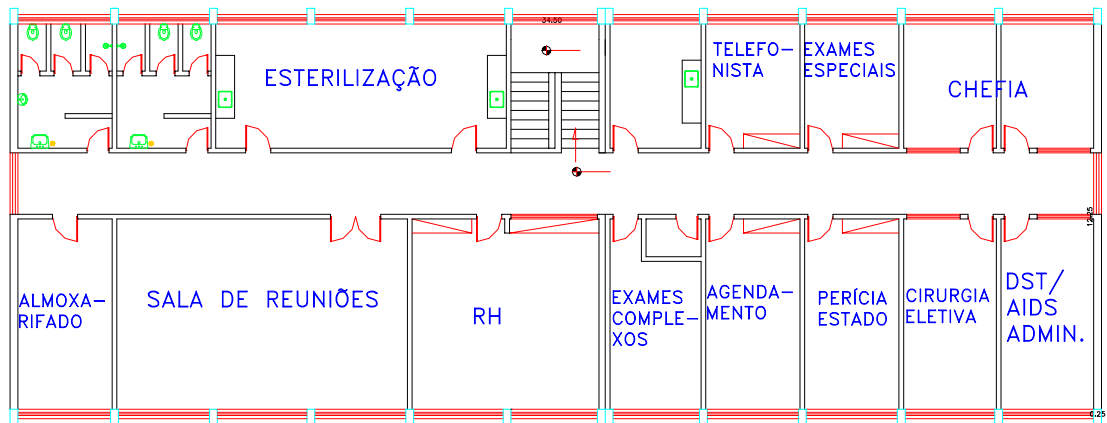 34.50
ESTERILIZAÇÃO
TELEFO-
NISTA
EXAMES
ESPECIAIS
CHEFIA
12.25
ALMOXA-
RIFADO
SALA DE REUNIÕES
RH
EXAMES
COMPLE-
XOS
AGENDA-
MENTO
PERÍCIA
ESTADO
CIRURGIA
ELETIVA
DST/
AIDS
ADMIN.
0.25